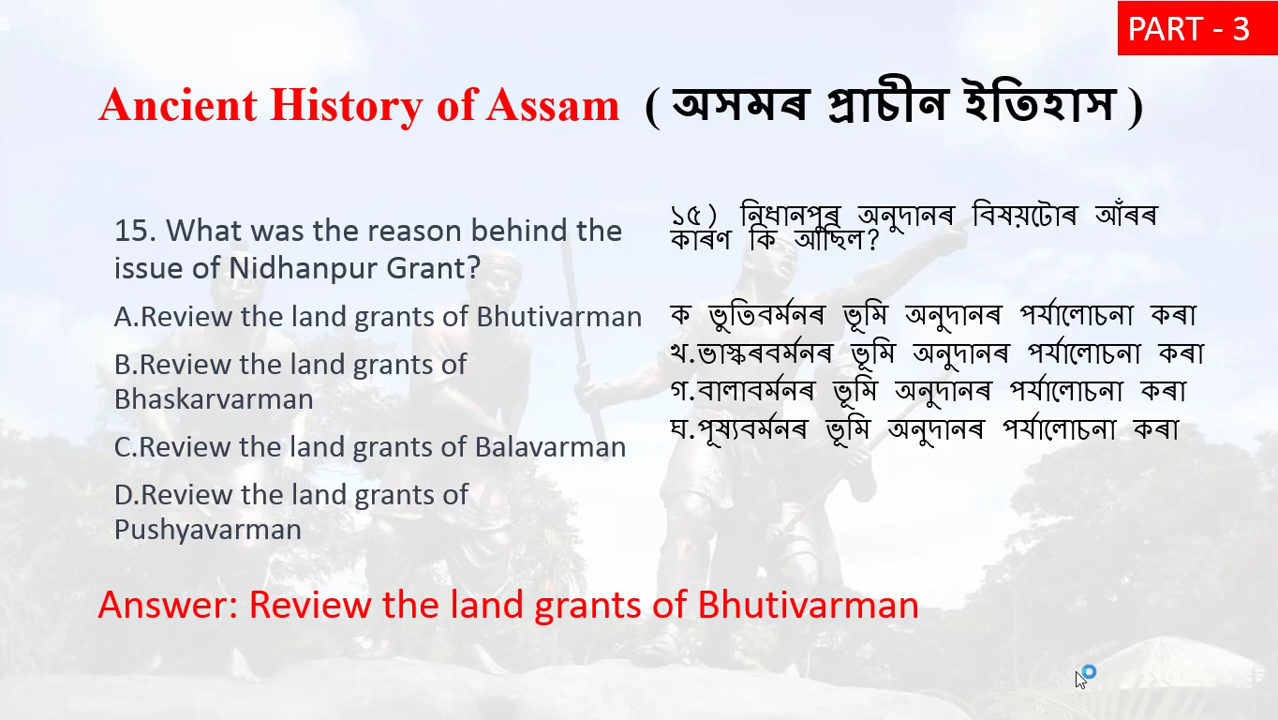 PART - 3
Ancient History of Assam ( অসমৰ প্ৰাচীন ইতিহাস )
15. What was the reason behind the
issue of Nidhanpur Grant?
A.Review the land grants of Bhutivarman
B.Review the land grants of
Bhaskarvarman
C.Review the land grants of Balavarman
D.Review the land grants of
Pushyavarman
১৫) নিধানপুৰ অনুদানৰ বিষয়টোৰ আঁৰৰ
কাৰণ কি আছিল?
ক ভুতিবৰ্মনৰ ভূমি অনুদানৰ পৰ্যালোচনা কৰা
খ.ভাস্কৰবৰ্মনৰ ভূমি অনুদানৰ পৰ্যালোচনা কৰা
গ.বালাবৰ্মনৰ ভূমি অনুদানৰ পৰ্যালোচনা কৰা
ঘ.পূষ্যবৰ্মনৰ ভূমি অনুদানৰ পৰ্যালোচনা কৰা
Answer: Review the land grants of Bhutivarman